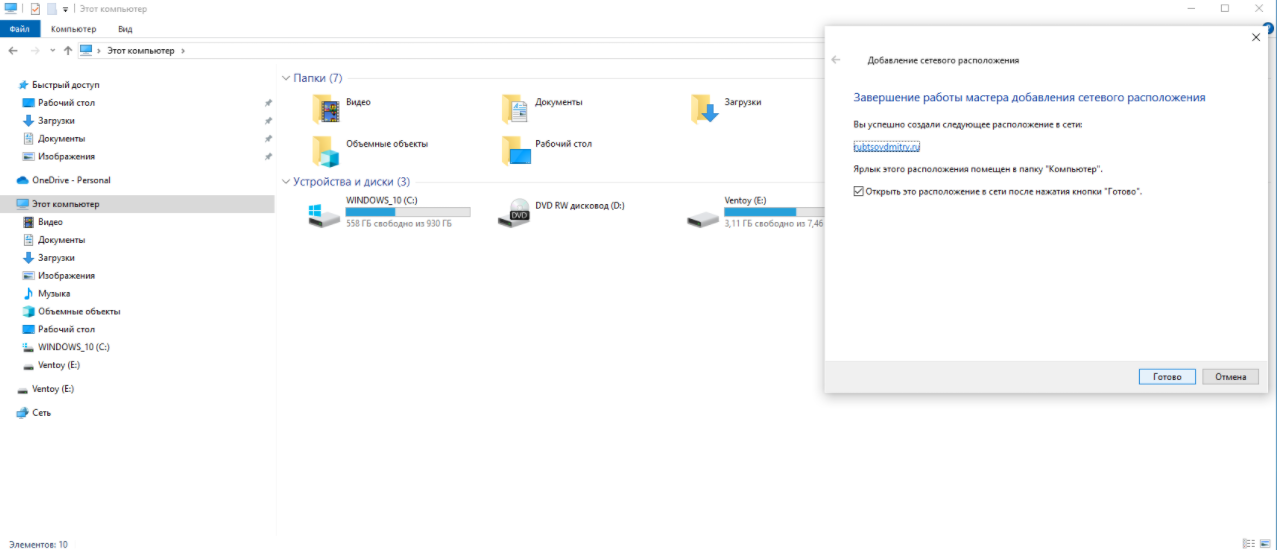 Этот компьютер
Файл
Компьютер
Вид
Этот компьютер
Быстрый доступ
Рабочий стол
Загрузки
Документы
Изображения
OneDrive - Personal
Этот компьютер
Видео
Документы
Загрузки
Изображения
Музыка
Объемные объекты
Рабочий стол
WINDOWS_10 (C:)
Ventoy (E:)
Ventoy (E:)
Сеть
Папки (7)
Видео
Документы
Загрузки
Объемные объекты
Рабочий стол
Устройства и диски (3)
WINDOWS_10 (C:)
558 ГБ свободно из 930 ГБ
DVD RW дисковод (D:)
DVD
Ventoy (E:)
3,11 ГБ свободно из 7,46
Добавление сетевого расположения
Завершение работы мастера добавления сетевого расположения
Вы успешно создали следующее расположение в сети:
rubtsovdmitry.ru
Ярлык этого расположения помещен в папку "Компьютер".
Открыть это расположение в сети после нажатия кнопки "Готово".
Готово
Отмена
Элементов: 10